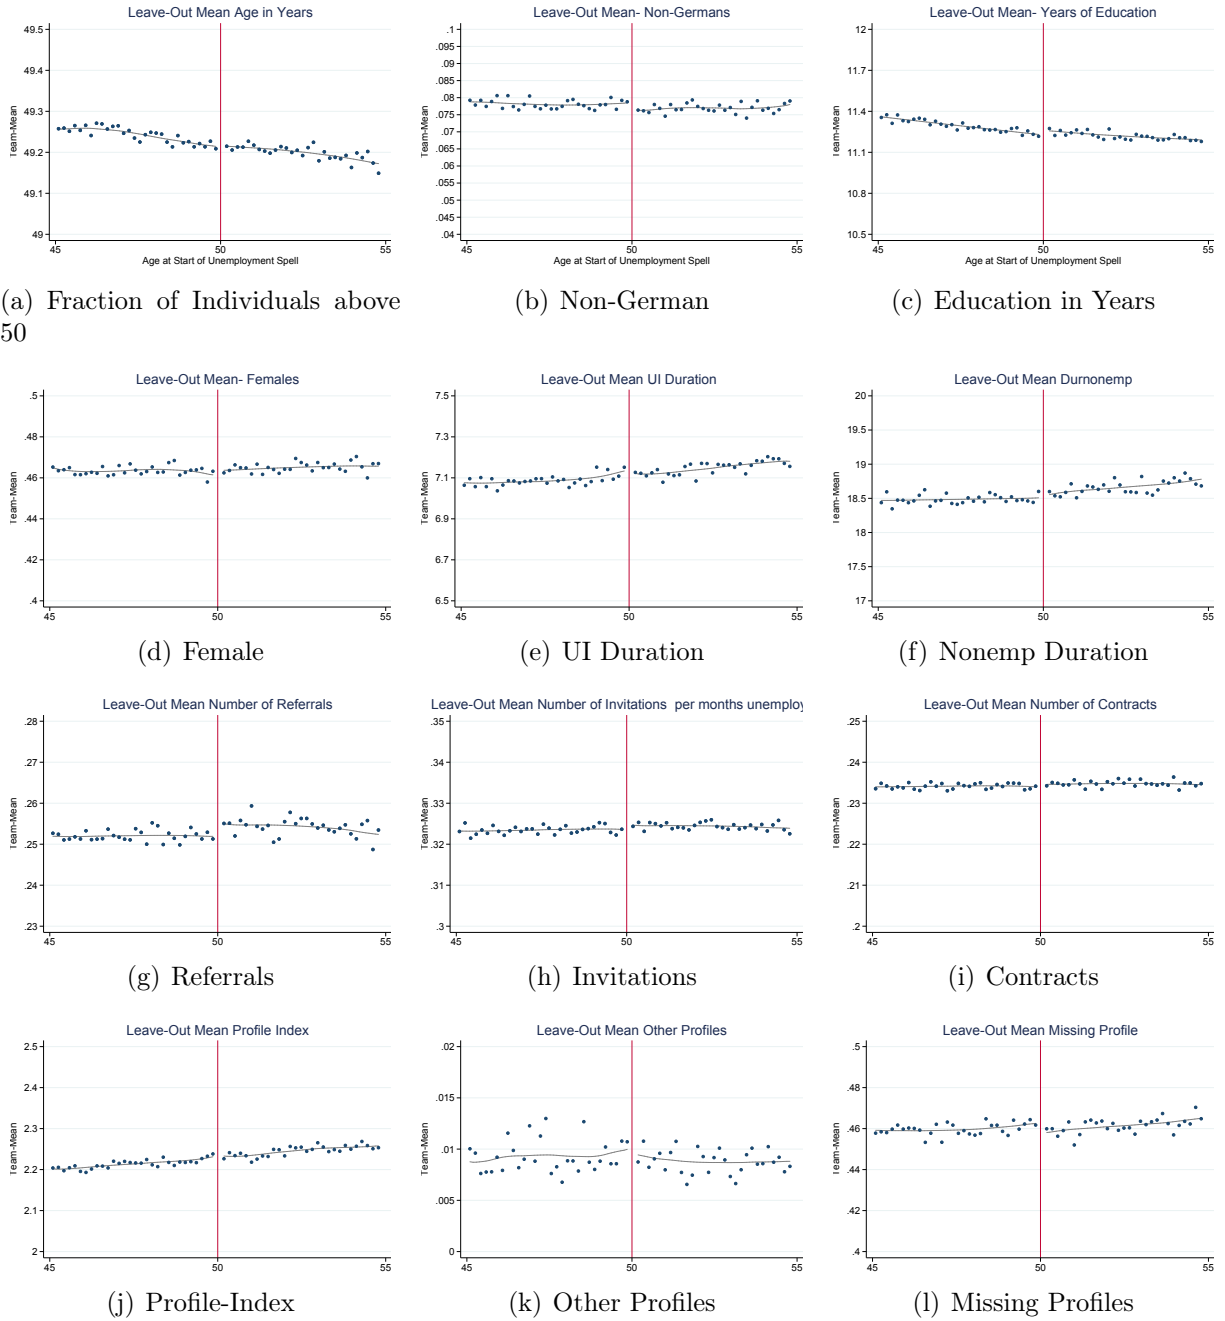 Leave-Out Mean Age in Years
Team-Mean
49.5
49.4
49.3
49.2
49.1
49
45
50
55
Age at Start of Unemployment Spell
(a) Fraction of Individuals above
50
Leave-Out Mean- Non-Germans
Team-Mean
.1
.095
.09
.085
.08
.075
.07
.065
.06
.055
.05
.045
.04
45
50
55
Age at Start of Unemployment Spell
(b) Non-German
Leave-Out Mean- Years of Education
Team-Mean
12
11.7
11.4
11.1
10.8
10.5
45
50
55
Age at Start of Unemployment Spell
(c) Education in Years
Leave-Out Mean- Females
Team-Mean
.5
.48
.46
.44
.42
.4
45
50
55
(d) Female
Leave-Out Mean UI Duration
Team-Mean
7.5
7.3
7.1
6.9
6.7
6.5
45
50
55
(e) UI Duration
Leave-Out Mean Durnonemp
Team-Mean
20
19.5
19
18.5
18
17.5
17
45
50
55
(f) Nonemp Duration
Leave-Out Mean Number of Referrals
Team-Mean
.28
.27
.26
.25
.24
.23
45
50
55
(g) Referrals
Leave-Out Mean Number of Invitations per months unemploy
Team-Mean
.35
.34
.33
.32
.31
.3
45
50
55
(h) Invitations
Leave-Out Mean Number of Contracts
Team-Mean
.25
.24
.23
.22
.21
.2
45
50
55
(i) Contracts
Leave-Out Mean Profile Index
Team-Mean
2.5
2.4
2.3
2.2
2.1
2
45
50
55
(j) Profile-Index
Leave-Out Mean Other Profiles
Team-Mean
.02
.015
.01
.005
0
45
50
55
(k) Other Profiles
Leave-Out Mean Missing Profile
Team-Mean
.5
.48
.46
.44
.42
.4
45
50
55
(l) Missing Profiles